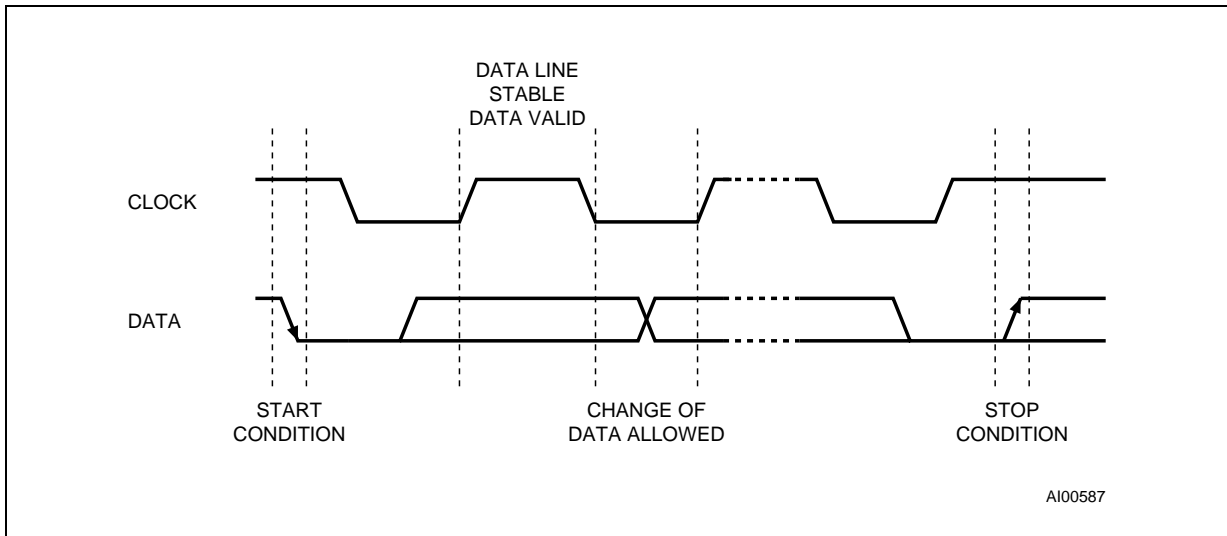 DATA LINE
STABLE
DATA VALID
CLOCK
DATA
START
CONDITION
CHANGE OF
DATA ALLOWED
STOP
CONDITION
AI00587